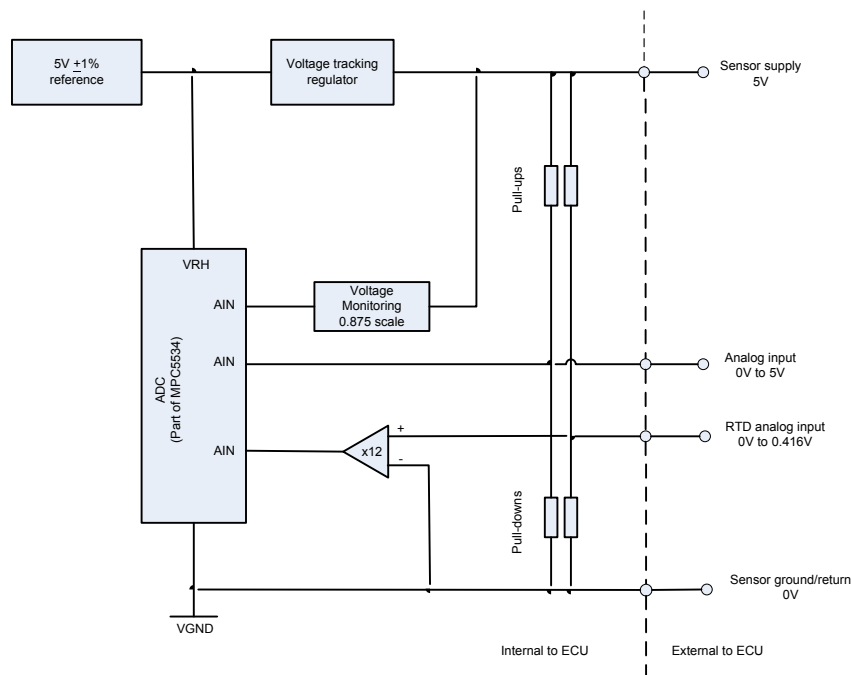 5V ±1%
reference
Voltage tracking
regulator
Sensor supply
5V
Pull-ups
VRH
AIN
Voltage
Monitoring
0.875 scale
AIN
Analog input
0V to 5V
ADC
(Part of MPC5534)
RTD analog input
0V to 0.416V
+
AIN
x12
-
Pull-downs
Sensor ground/return
0V
VGND
Internal to ECU
External to ECU